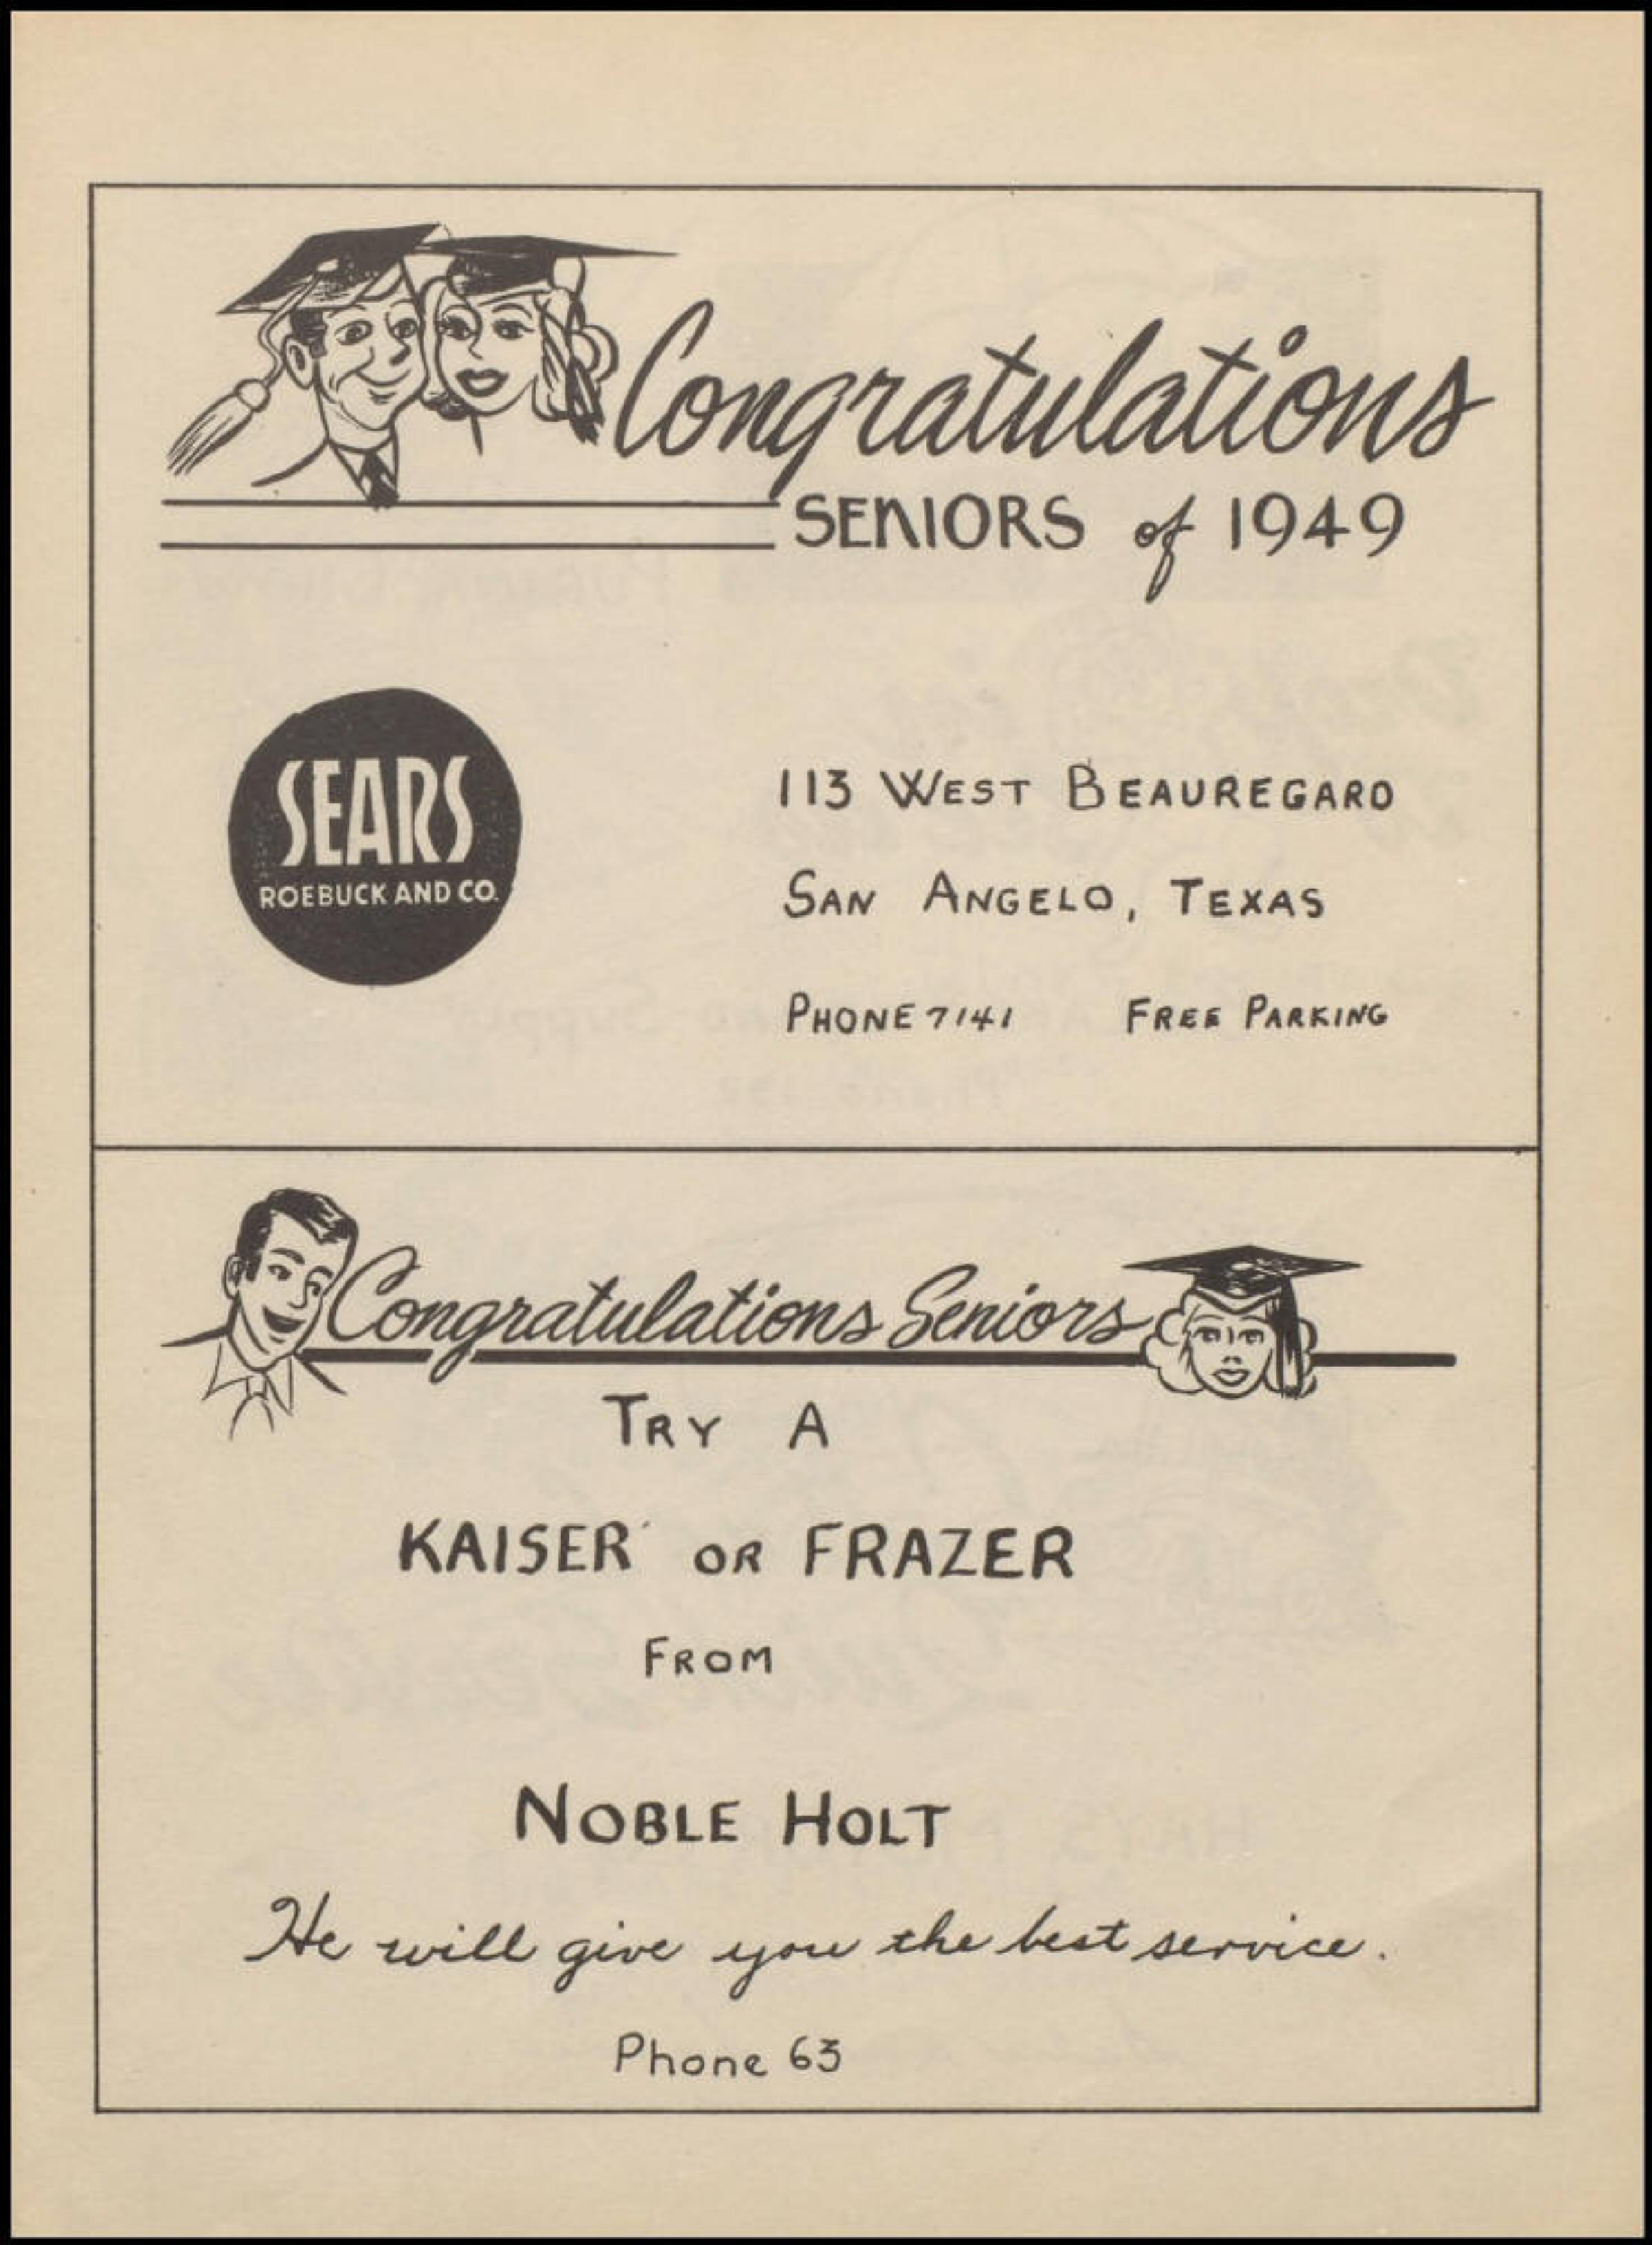 Congratulations
SENIORS of 1949
SEARS
ROEBUCK AND CO.
113 WEST BEAUREGARD
SAN ANGELO, TEXAS
PHONE 7141 FREE PARKING
Congratulations Seniors
TRY A
KAISER OR FRAZER
FROM
NOBLE HOLT
He will give you the best service.
Phone 63